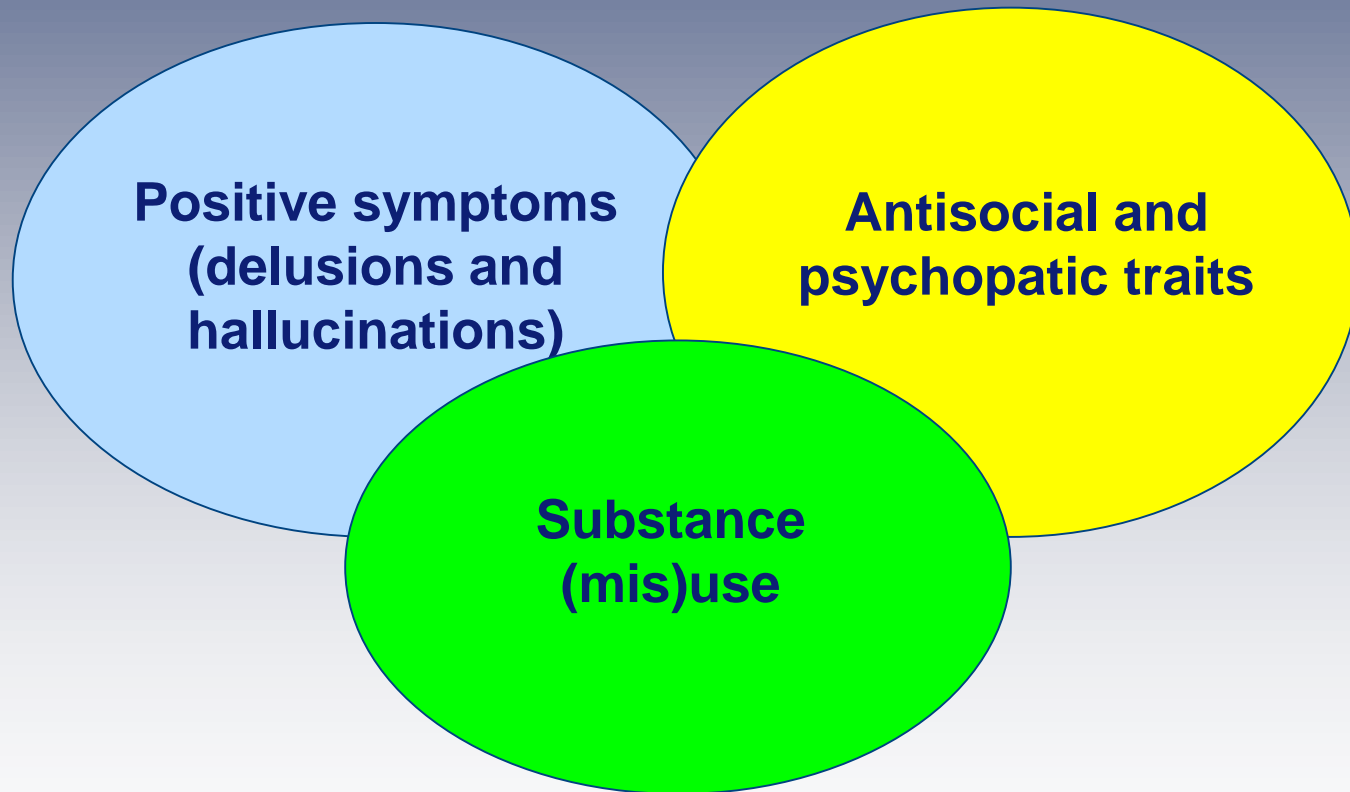 Positive symptoms
(delusions and
hallucinations)
Antisocial and
psychopatic traits
Substance
(mis)use